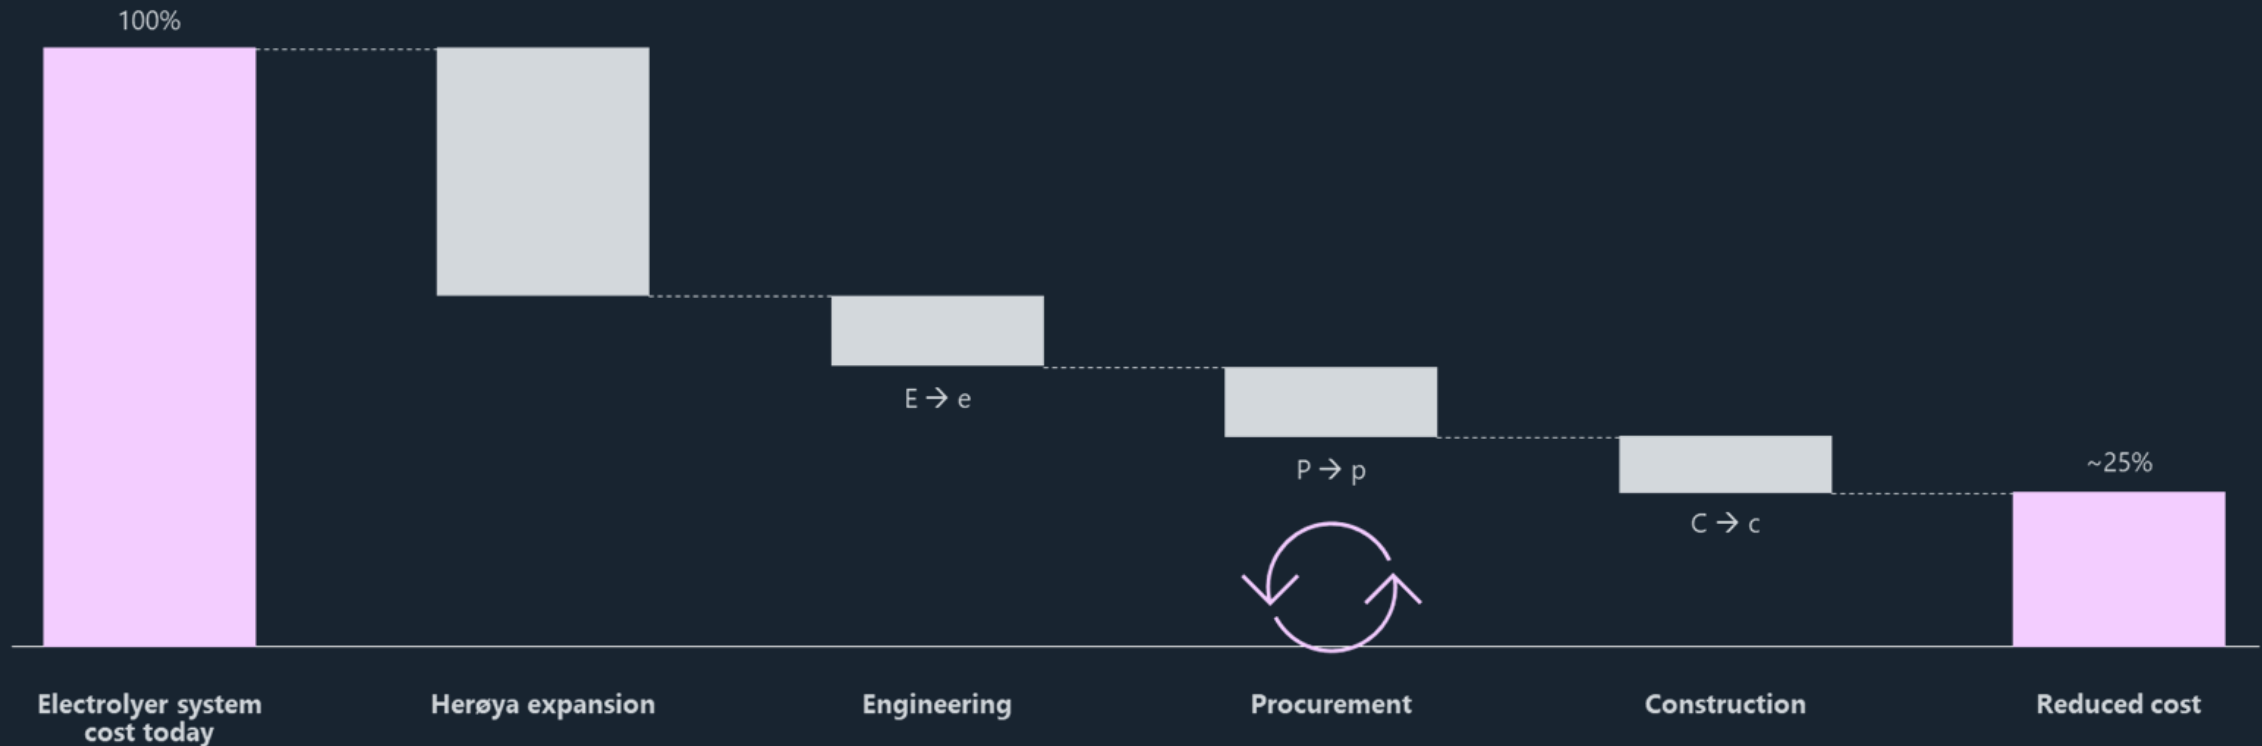 100%
E → e
P → p
~25%
C → c
Electrolyer system
cost today
Herøya expansion
Engineering
Procurement
Construction
Reduced cost